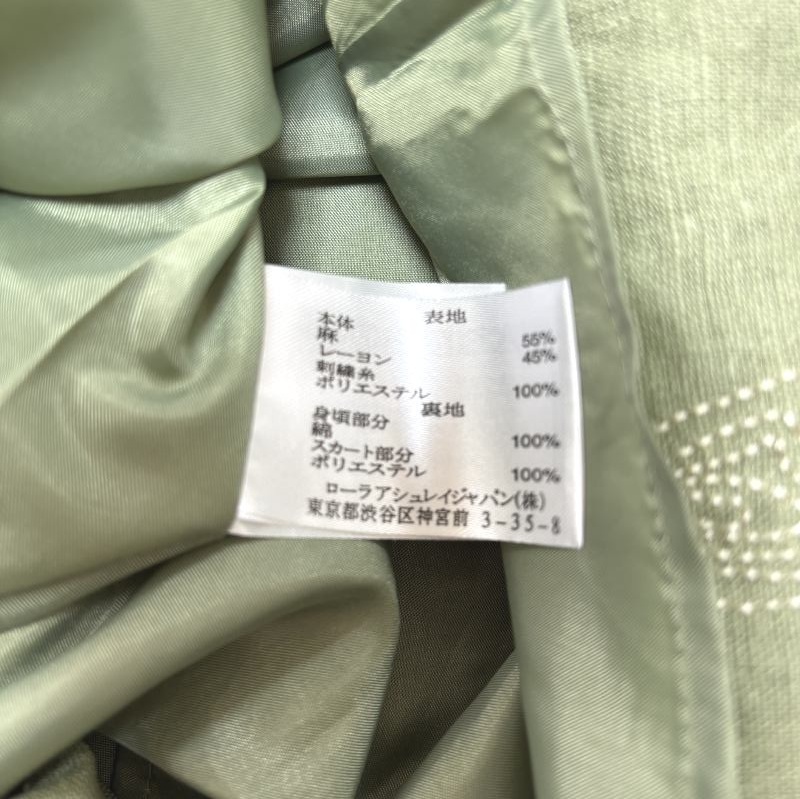 本体 表地
麻 55%
レーヨン 45%
刺繍糸
ポリエステル 100%
裏地
身頃部分
綿 100%
スカート部分
ポリエステル 100%
ローラアシュレイジャパン(株)
東京都渋谷区神宮前 3-35-8